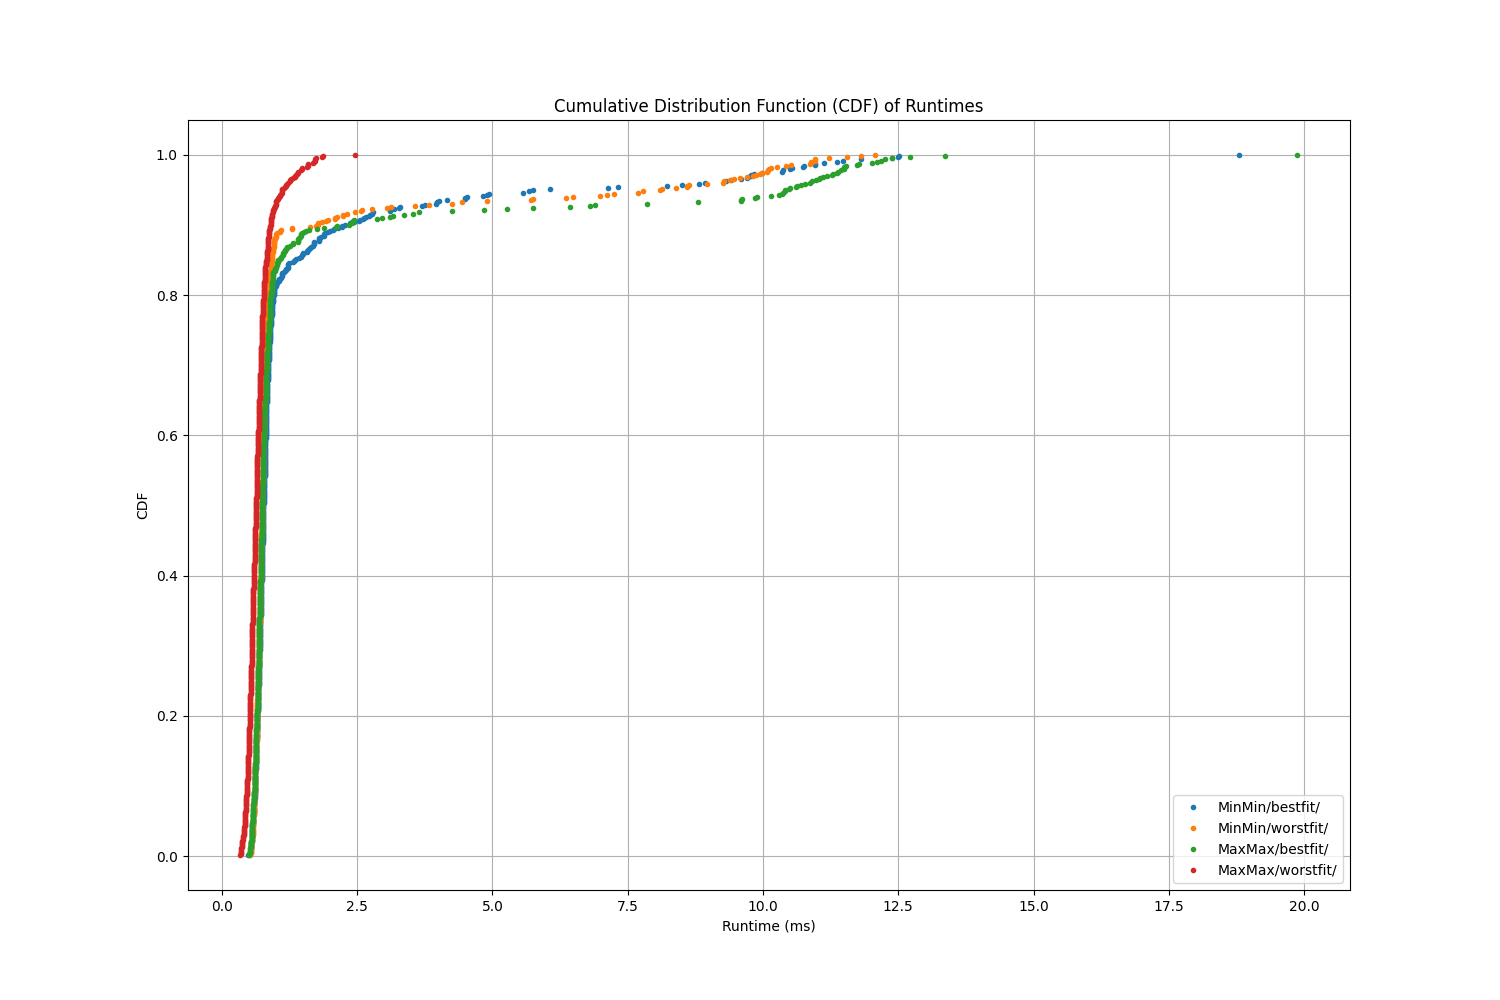 Cumulative Distribution Function (CDF) of Runtimes
1.0
0.8
0.6
0.4
0.2
0.0
CDF
0.0 2.5 5.0 7.5 10.0 12.5 15.0 17.5 20.0
Runtime (ms)
MinMin/bestfit/
MinMin/worstfit/
MaxMax/bestfit/
MaxMax/worstfit/